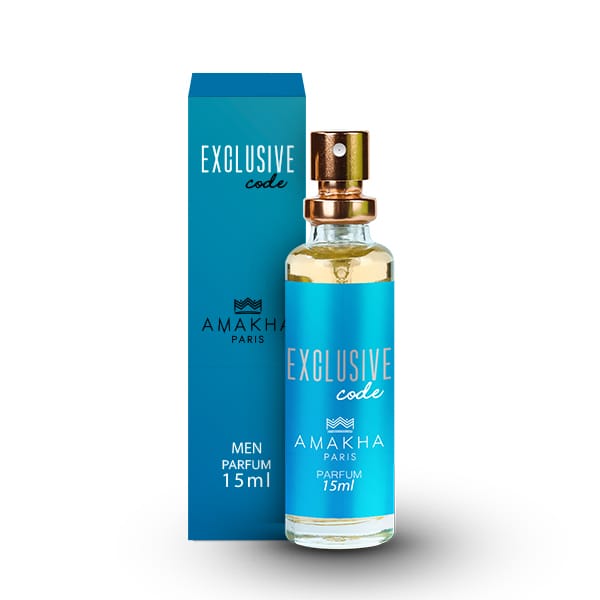 EXCLUSIVE
code
AMAKHA
PARIS
MEN
PARFUM
15ml
EXCLUSIVE
code
AMAKHA
PARIS
PARFUM
15ml